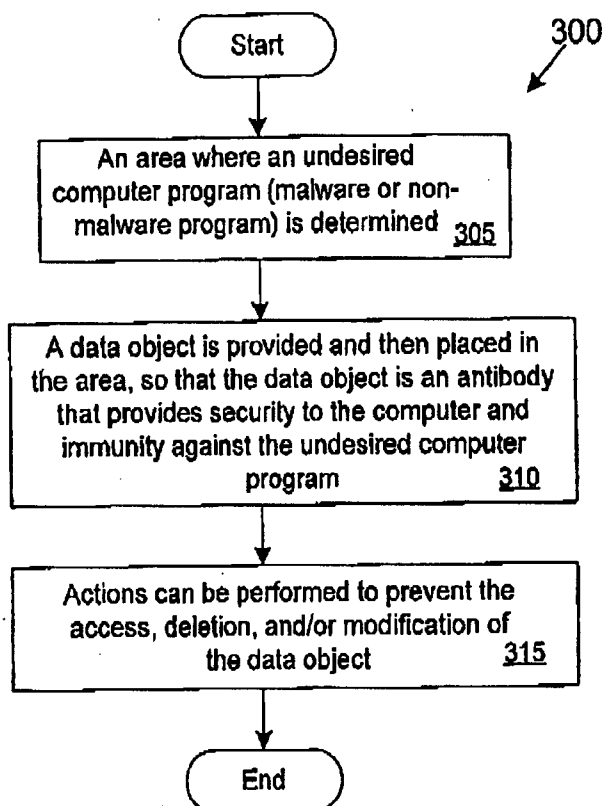 Start
300
An area where an undesired
computer program (malware or non-
malware program) is determined
305
A data object is provided and then placed in
the area, so that the data object is an antibody
that provides security to the computer and
immunity against the undesired computer
program
310
Actions can be performed to prevent the
access, deletion, and/or modification of
the data object
315
End